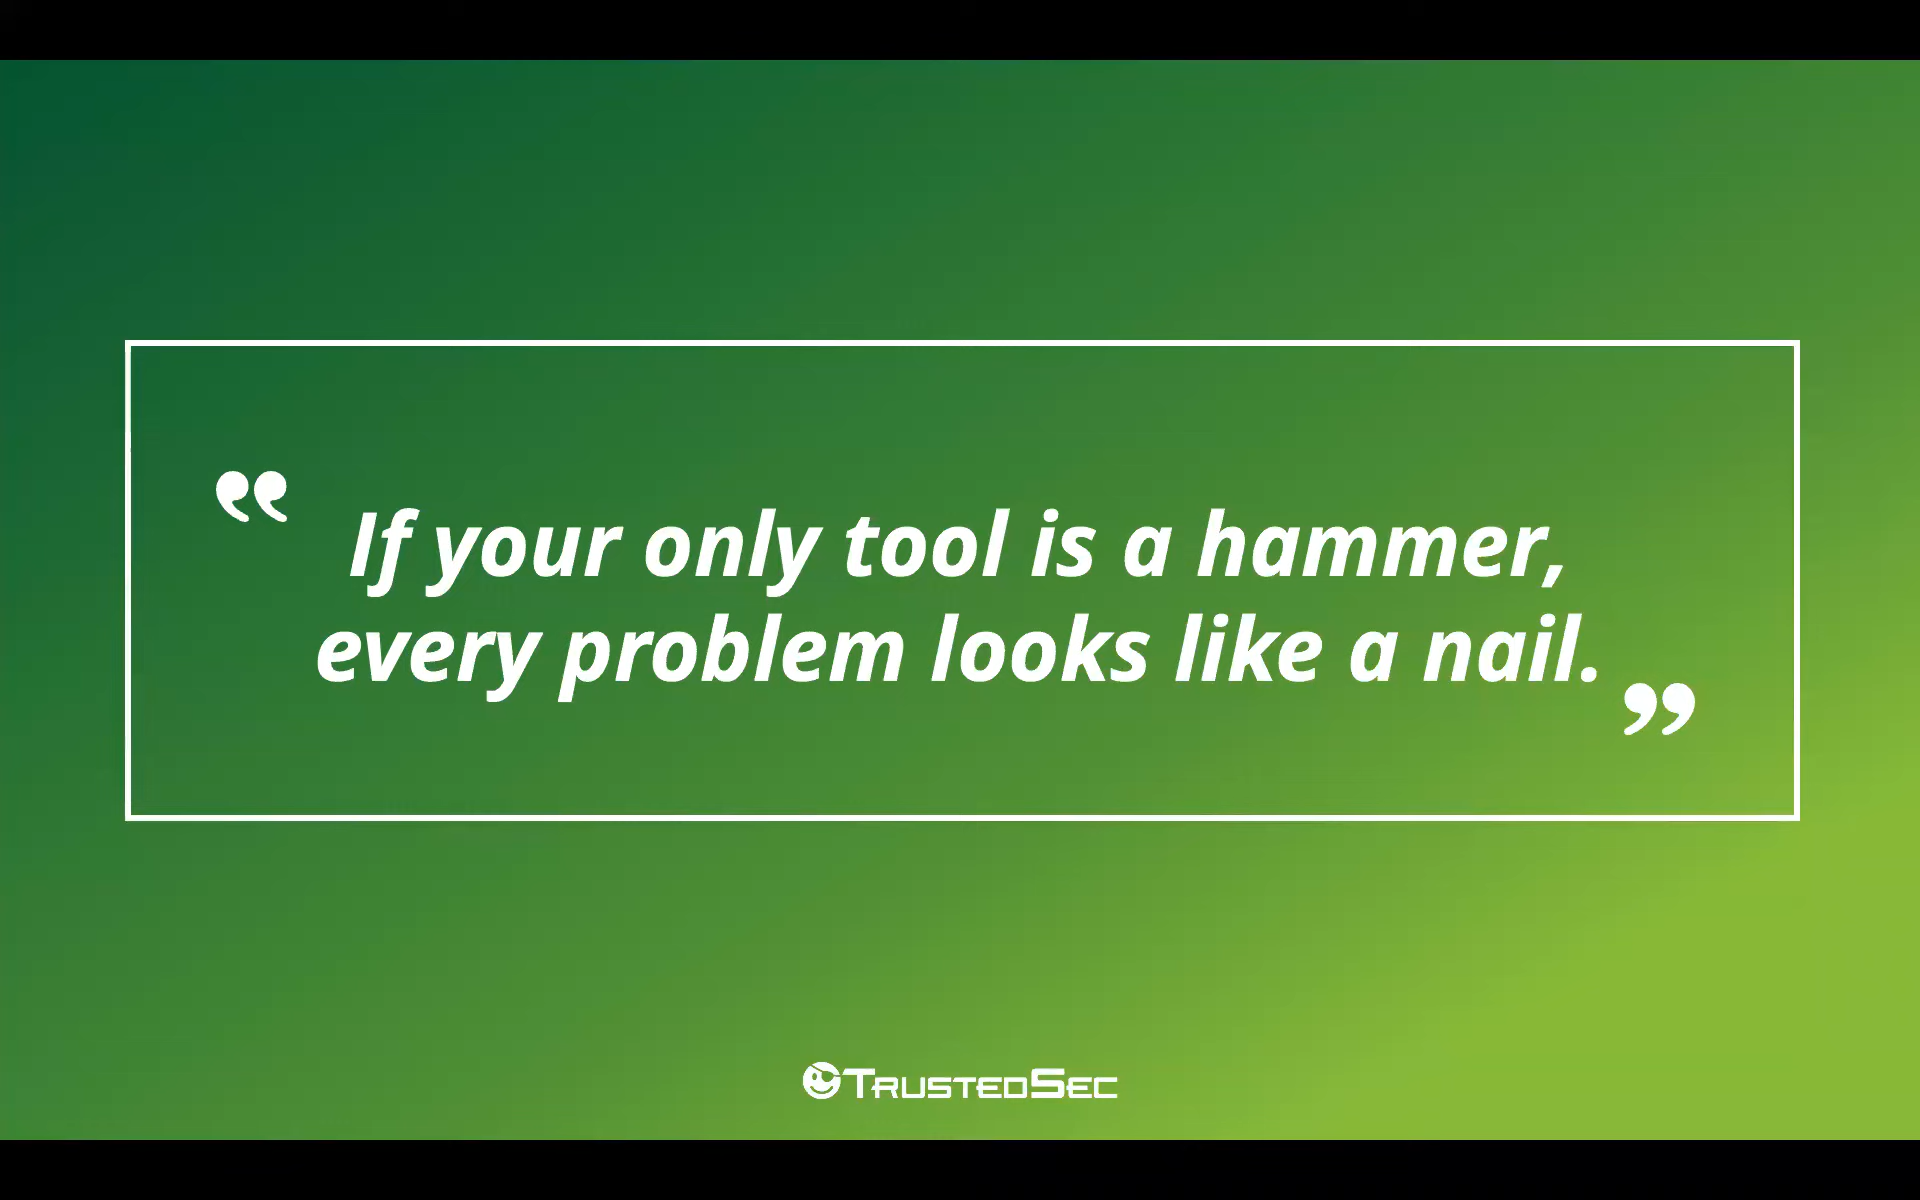 “If your only tool is a hammer,
every problem looks like a nail.”
TrustedSec